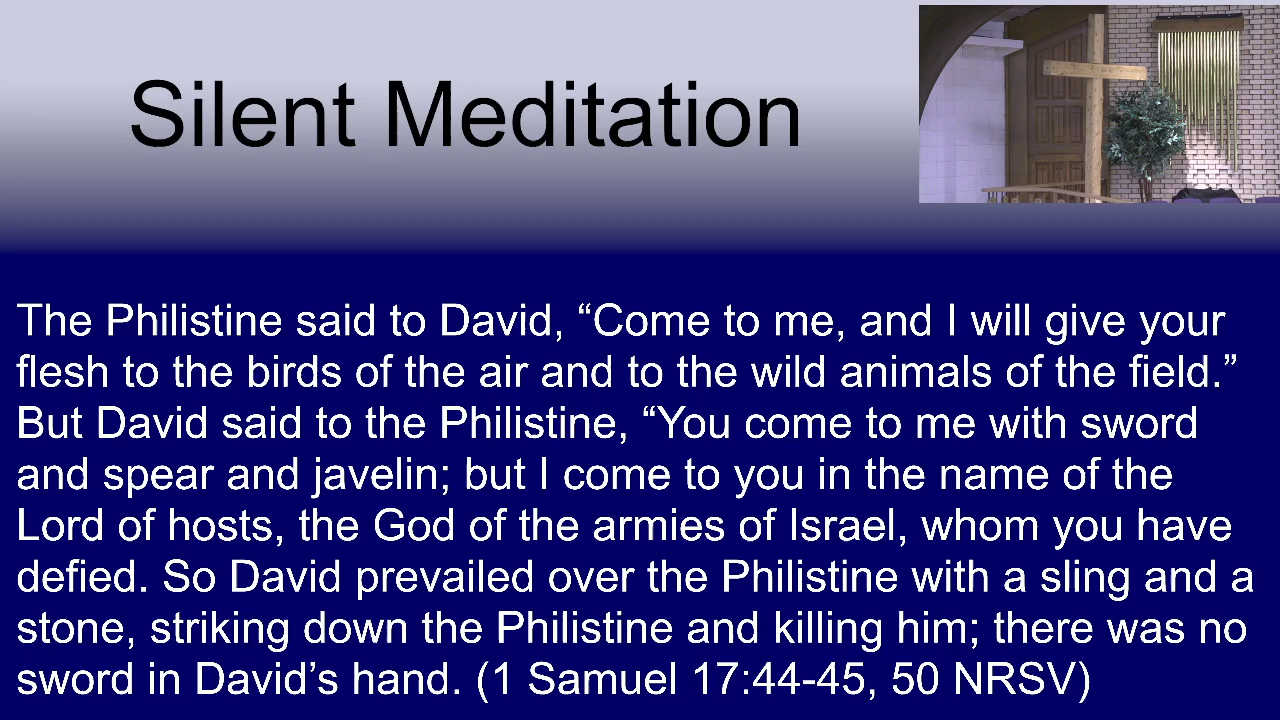 Silent Meditation
The Philistine said to David, “Come to me, and I will give your
flesh to the birds of the air and to the wild animals of the field.”
But David said to the Philistine, “You come to me with sword
and spear and javelin; but I come to you in the name of the
Lord of hosts, the God of the armies of Israel, whom you have
defied. So David prevailed over the Philistine with a sling and a
stone, striking down the Philistine and killing him; there was no
sword in David’s hand. (1 Samuel 17:44-45, 50 NRSV)